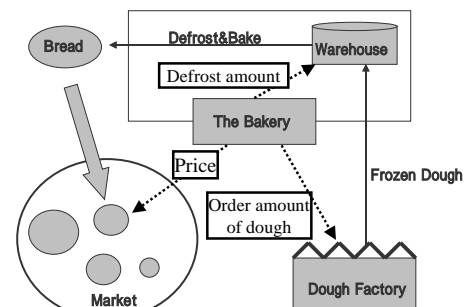 Bread
Defrost&Bake
Warehouse
Defrost amount
The Bakery
Price
Frozen Dough
Order amount
of dough
Market
Dough Factory